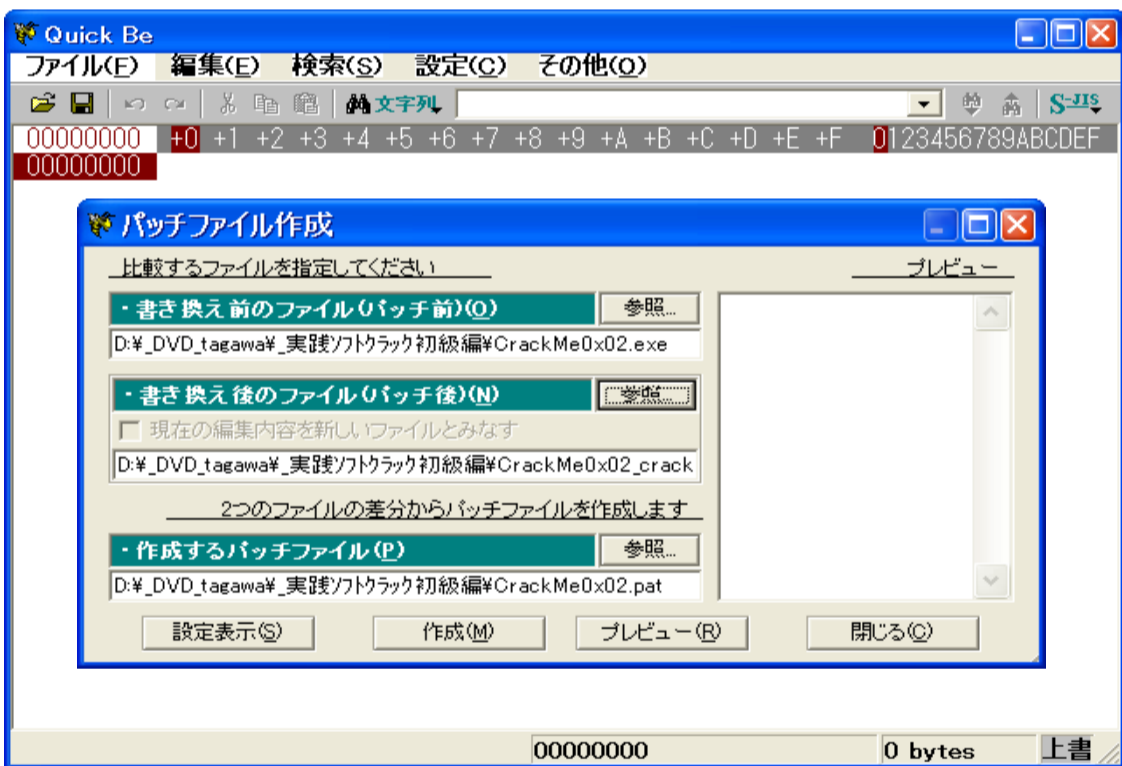 Quick Be
ファイル(F) 編集(E) 検索(S) 設定(C) その他(O)
文字列 S-JIS
00000000 +0 +1 +2 +3 +4 +5 +6 +7 +8 +9 +A +B +C +D +E +F 0123456789ABCDEF
00000000
パッチファイル作成
比較するファイルを指定してください プレビュー
・書き換え前のファイル(パッチ前)(O) 参照...
D:¥_DVD_tagawa¥_実践ソフトクラック初級編¥CrackMe0x02.exe
・書き換え後のファイル(パッチ後)(N) 参照...
現在の編集内容を新しいファイルとみなす
D:¥_DVD_tagawa¥_実践ソフトクラック初級編¥CrackMe0x02_crack
2つのファイルの差分からパッチファイルを作成します
・作成するパッチファイル(P) 参照...
D:¥_DVD_tagawa¥_実践ソフトクラック初級編¥CrackMe0x02.pat
設定表示(S) 作成(M) プレビュー(R) 閉じる(C)
00000000 0 bytes 上書